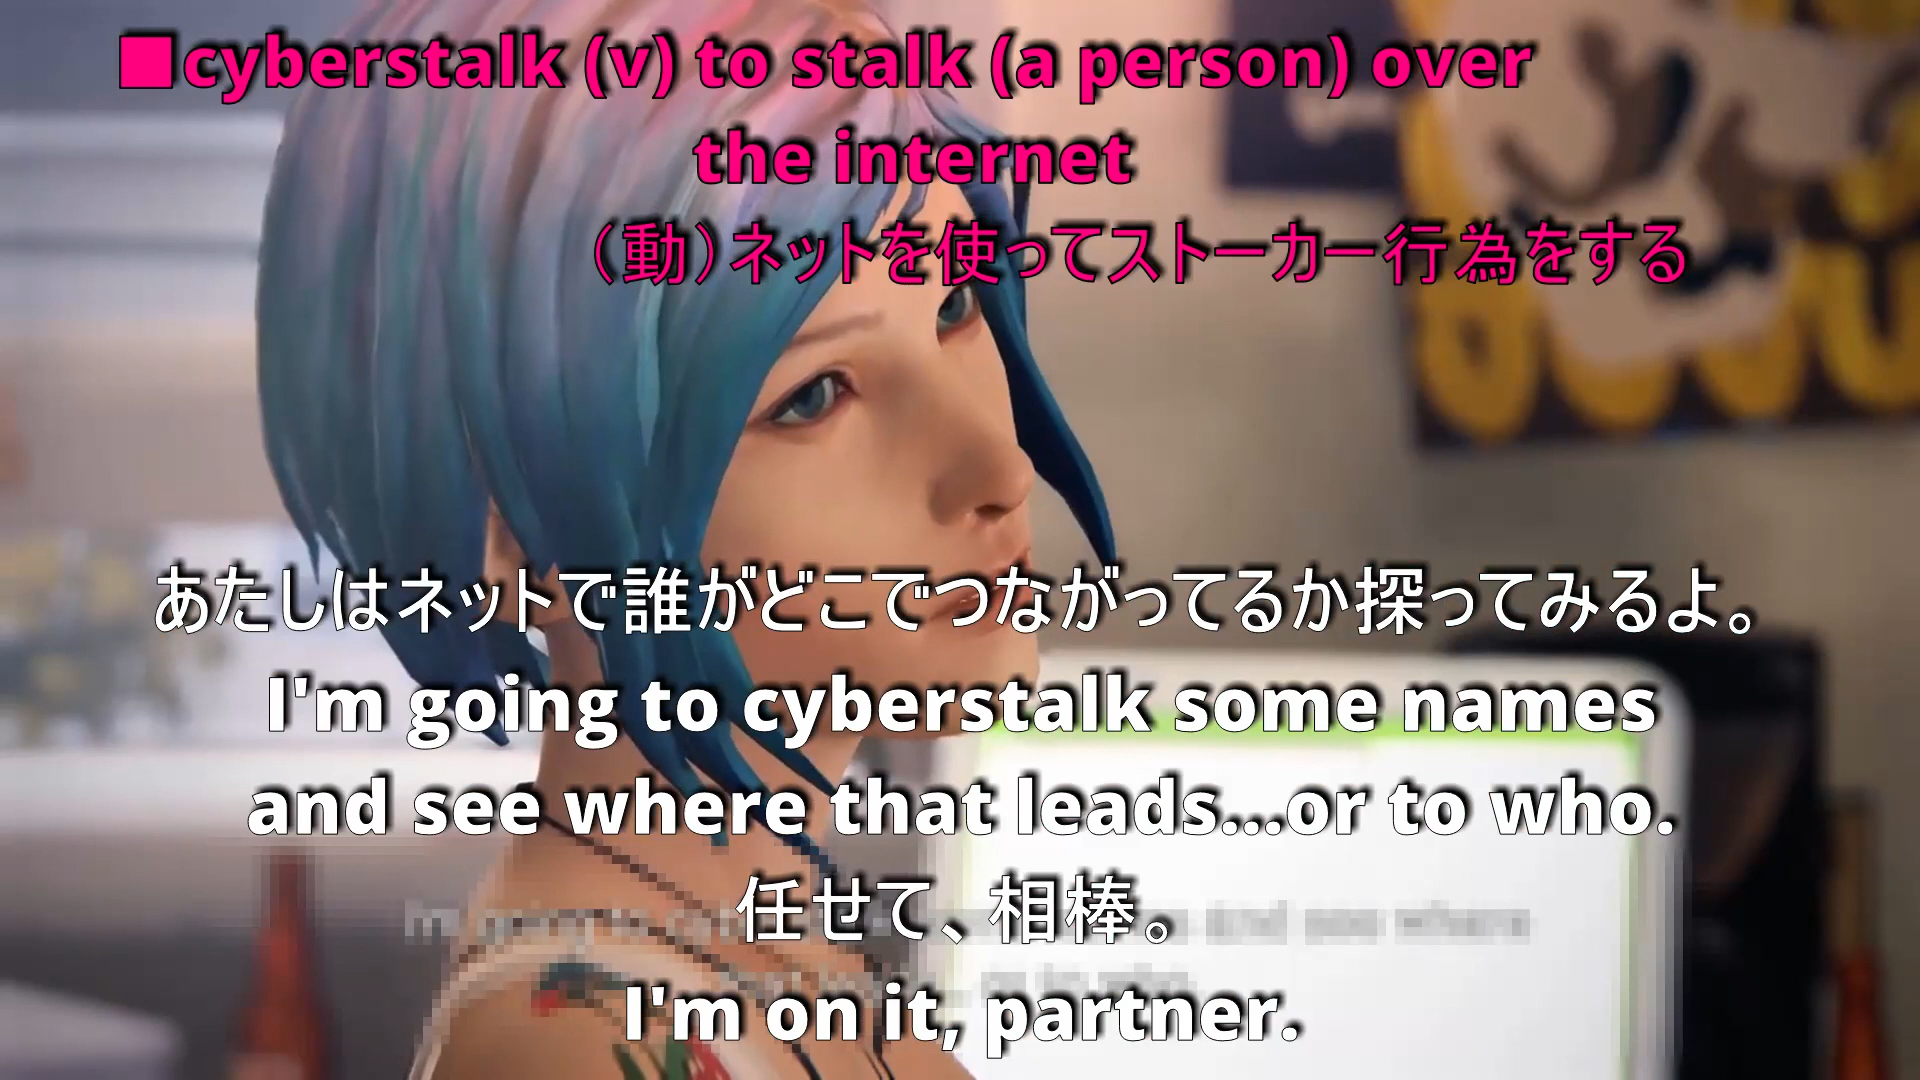 ■cyberstalk (v) to stalk (a person) over
the internet
（動）ネットを使ってストーカー行為をする
あたしはネットで誰がどこでつながってるか探ってみるよ。
I'm going to cyberstalk some names
and see where that leads...or to who.
任せて、相棒。
I'm on it, partner.